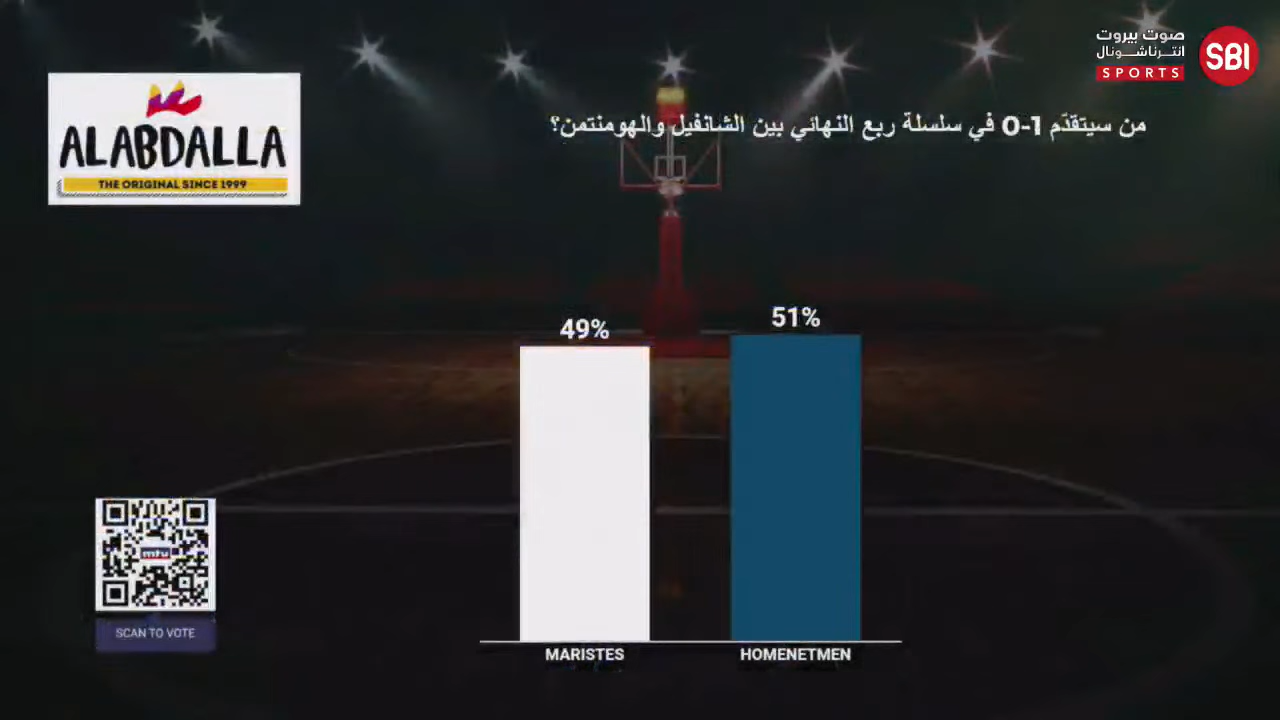 صوت بيروت
انترناشونال
SPORTS
SBI
ALABDALLA
THE ORIGINAL SINCE 1999
من سيتقدّم 1-0 في سلسلة ربع النهائي بين الشانفيل والهومنتمن؟
49%
51%
MARISTES
HOMENETMEN
mtv
SCAN TO VOTE